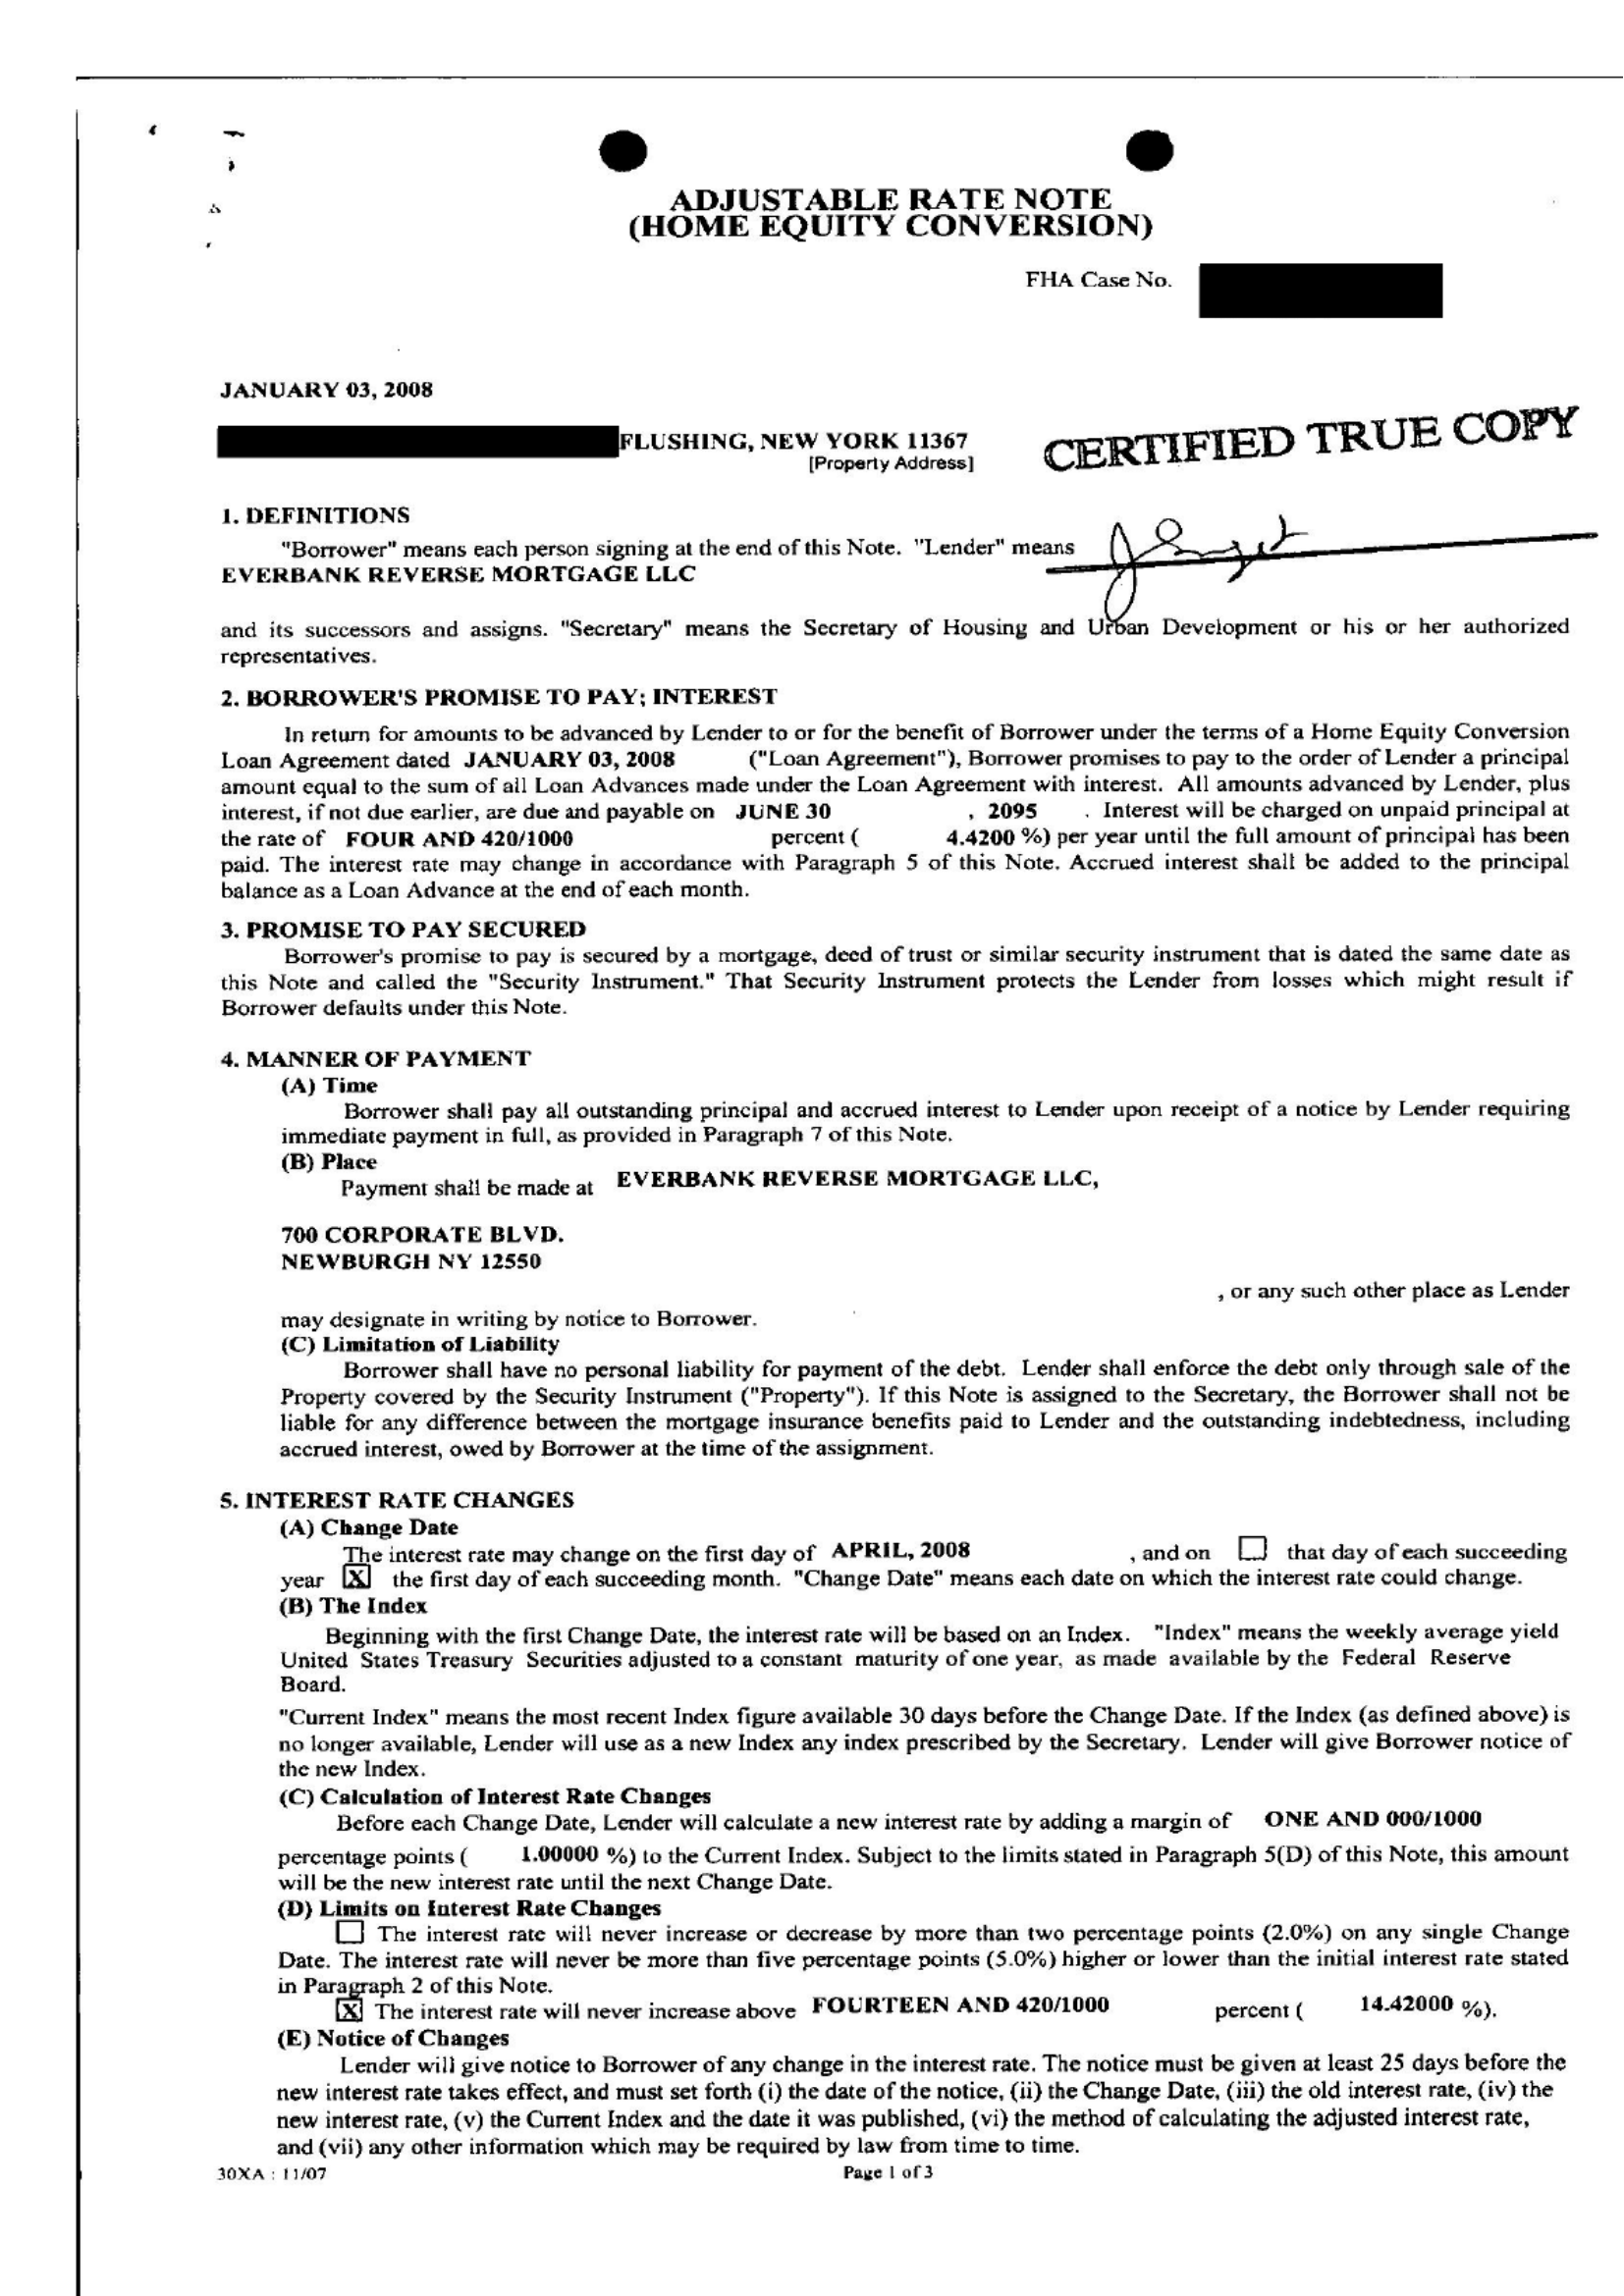 ADJUSTABLE RATE NOTE
(HOME EQUITY CONVERSION)
FHA Case No.
JANUARY 03, 2008
FLUSHING, NEW YORK 11367
[Property Address]
CERTIFIED TRUE COPY
1. DEFINITIONS
"Borrower" means each person signing at the end of this Note. "Lender" means
EVERBANK REVERSE MORTGAGE LLC
and its successors and assigns. "Secretary" means the Secretary of Housing and Urban Development or his or her authorized
representatives.
2. BORROWER'S PROMISE TO PAY; INTEREST
In return for amounts to be advanced by Lender to or for the benefit of Borrower under the terms of a Home Equity Conversion
Loan Agreement dated JANUARY 03, 2008 ("Loan Agreement"), Borrower promises to pay to the order of Lender a principal
amount equal to the sum of all Loan Advances made under the Loan Agreement with interest. All amounts advanced by Lender, plus
interest, if not due earlier, are due and payable on JUNE 30 , 2095 . Interest will be charged on unpaid principal at
the rate of FOUR AND 420/1000 percent ( 4.4200 %) per year until the full amount of principal has been
paid. The interest rate may change in accordance with Paragraph 5 of this Note. Accrued interest shall be added to the principal
balance as a Loan Advance at the end of each month.
3. PROMISE TO PAY SECURED
Borrower's promise to pay is secured by a mortgage, deed of trust or similar security instrument that is dated the same date as
this Note and called the "Security Instrument." That Security Instrument protects the Lender from losses which might result if
Borrower defaults under this Note.
4. MANNER OF PAYMENT
(A) Time
Borrower shall pay all outstanding principal and accrued interest to Lender upon receipt of a notice by Lender requiring
immediate payment in full, as provided in Paragraph 7 of this Note.
(B) Place
Payment shall be made at EVERBANK REVERSE MORTGAGE LLC,
700 CORPORATE BLVD.
NEWBURGH NY 12550
, or any such other place as Lender
may designate in writing by notice to Borrower.
(C) Limitation of Liability
Borrower shall have no personal liability for payment of the debt. Lender shall enforce the debt only through sale of the
Property covered by the Security Instrument ("Property"). If this Note is assigned to the Secretary, the Borrower shall not be
liable for any difference between the mortgage insurance benefits paid to Lender and the outstanding indebtedness, including
accrued interest, owed by Borrower at the time of the assignment.
5. INTEREST RATE CHANGES
(A) Change Date
The interest rate may change on the first day of APRIL, 2008 , and on ☐ that day of each succeeding
year [X] the first day of each succeeding month. "Change Date" means each date on which the interest rate could change.
(B) The Index
Beginning with the first Change Date, the interest rate will be based on an Index. "Index" means the weekly average yield
United States Treasury Securities adjusted to a constant maturity of one year, as made available by the Federal Reserve
Board.
"Current Index" means the most recent Index figure available 30 days before the Change Date. If the Index (as defined above) is
no longer available, Lender will use as a new Index any index prescribed by the Secretary. Lender will give Borrower notice of
the new Index.
(C) Calculation of Interest Rate Changes
Before each Change Date, Lender will calculate a new interest rate by adding a margin of ONE AND 000/1000
percentage points ( 1.00000 %) to the Current Index. Subject to the limits stated in Paragraph 5(D) of this Note, this amount
will be the new interest rate until the next Change Date.
(D) Limits on Interest Rate Changes
☐ The interest rate will never increase or decrease by more than two percentage points (2.0%) on any single Change
Date. The interest rate will never be more than five percentage points (5.0%) higher or lower than the initial interest rate stated
in Paragraph 2 of this Note.
[X] The interest rate will never increase above FOURTEEN AND 420/1000 percent ( 14.42000 %).
(E) Notice of Changes
Lender will give notice to Borrower of any change in the interest rate. The notice must be given at least 25 days before the
new interest rate takes effect, and must set forth (i) the date of the notice, (ii) the Change Date, (iii) the old interest rate, (iv) the
new interest rate, (v) the Current Index and the date it was published, (vi) the method of calculating the adjusted interest rate,
and (vii) any other information which may be required by law from time to time.
30XA : 11/07
Page 1 of 3